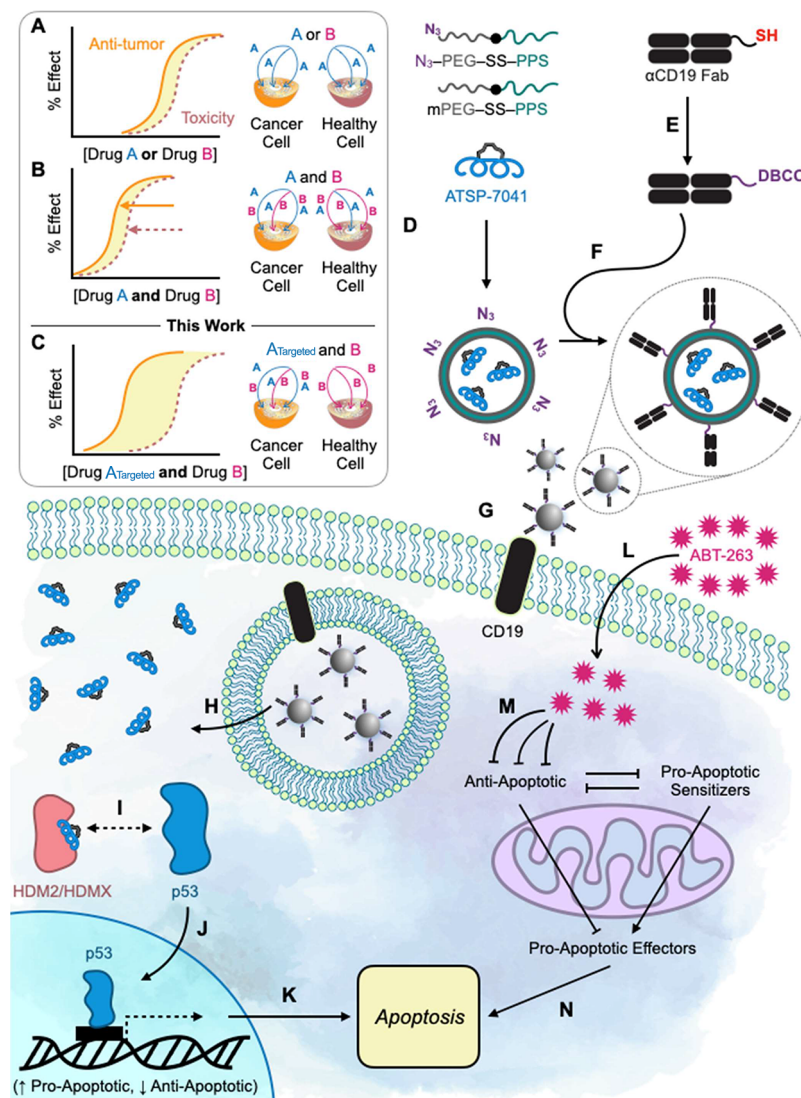 A
Anti-tumor
Toxicity
% Effect
[Drug A or Drug B]
A or B
A
A
A
A
A
A
Cancer
Cell
Healthy
Cell
B
% Effect
[Drug A and Drug B]
A and B
A
B
A
B
B
A
B
A
B
A
B
A
Cancer
Cell
Healthy
Cell
This Work
C
% Effect
[Drug ATargeted and Drug B]
ATargeted and B
A
B
A
B
A
B
B
B
B
Cancer
Cell
Healthy
Cell
N3
N3–PEG–SS–PPS
mPEG–SS–PPS
ATSP-7041
SH
αCD19 Fab
E
DBCO
D
F
N3
N3
N3
N3
N3
N3
G
CD19
L
ABT-263
H
M
Anti-Apoptotic
Pro-Apoptotic
Sensitizers
I
HDM2/HDMX
p53
J
p53
K
Apoptosis
Pro-Apoptotic Effectors
N
(↑ Pro-Apoptotic, ↓ Anti-Apoptotic)